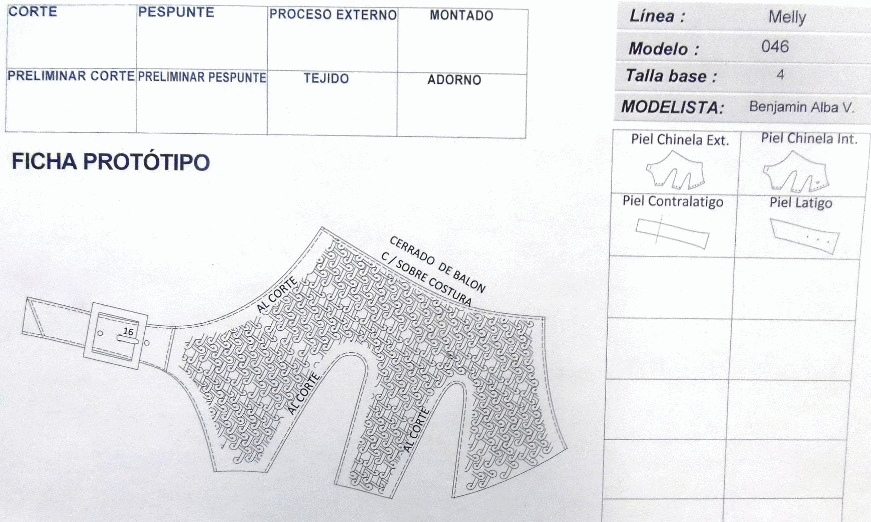 CORTE PESPUNTE PROCESO EXTERNO MONTADO
PRELIMINAR CORTE PRELIMINAR PESPUNTE TEJIDO ADORNO
FICHA PROTÓTIPO
Línea : Melly
Modelo : 046
Talla base : 4
MODELISTA: Benjamin Alba V.
Piel Chinela Ext. Piel Chinela Int.
Piel Contralatigo Piel Latigo
CERRADO DE BALON
C / SOBRE COSTURA
AL CORTE
16
AL CORTE
AL CORTE